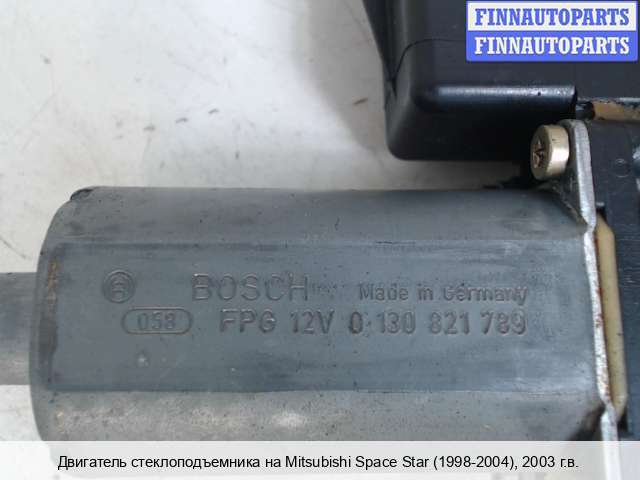 FINNAUTOPARTS
FINNAUTOPARTS
BOSCH Made in Germany
058 FPG 12V 0 130 821 789
Двигатель стеклоподъемника на Mitsubishi Space Star (1998-2004), 2003 г.в.